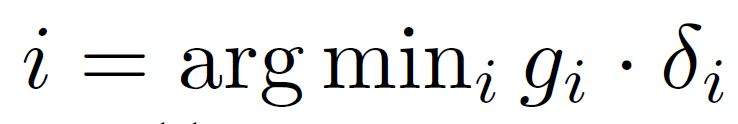 i = arg min_i g_i · δ_i